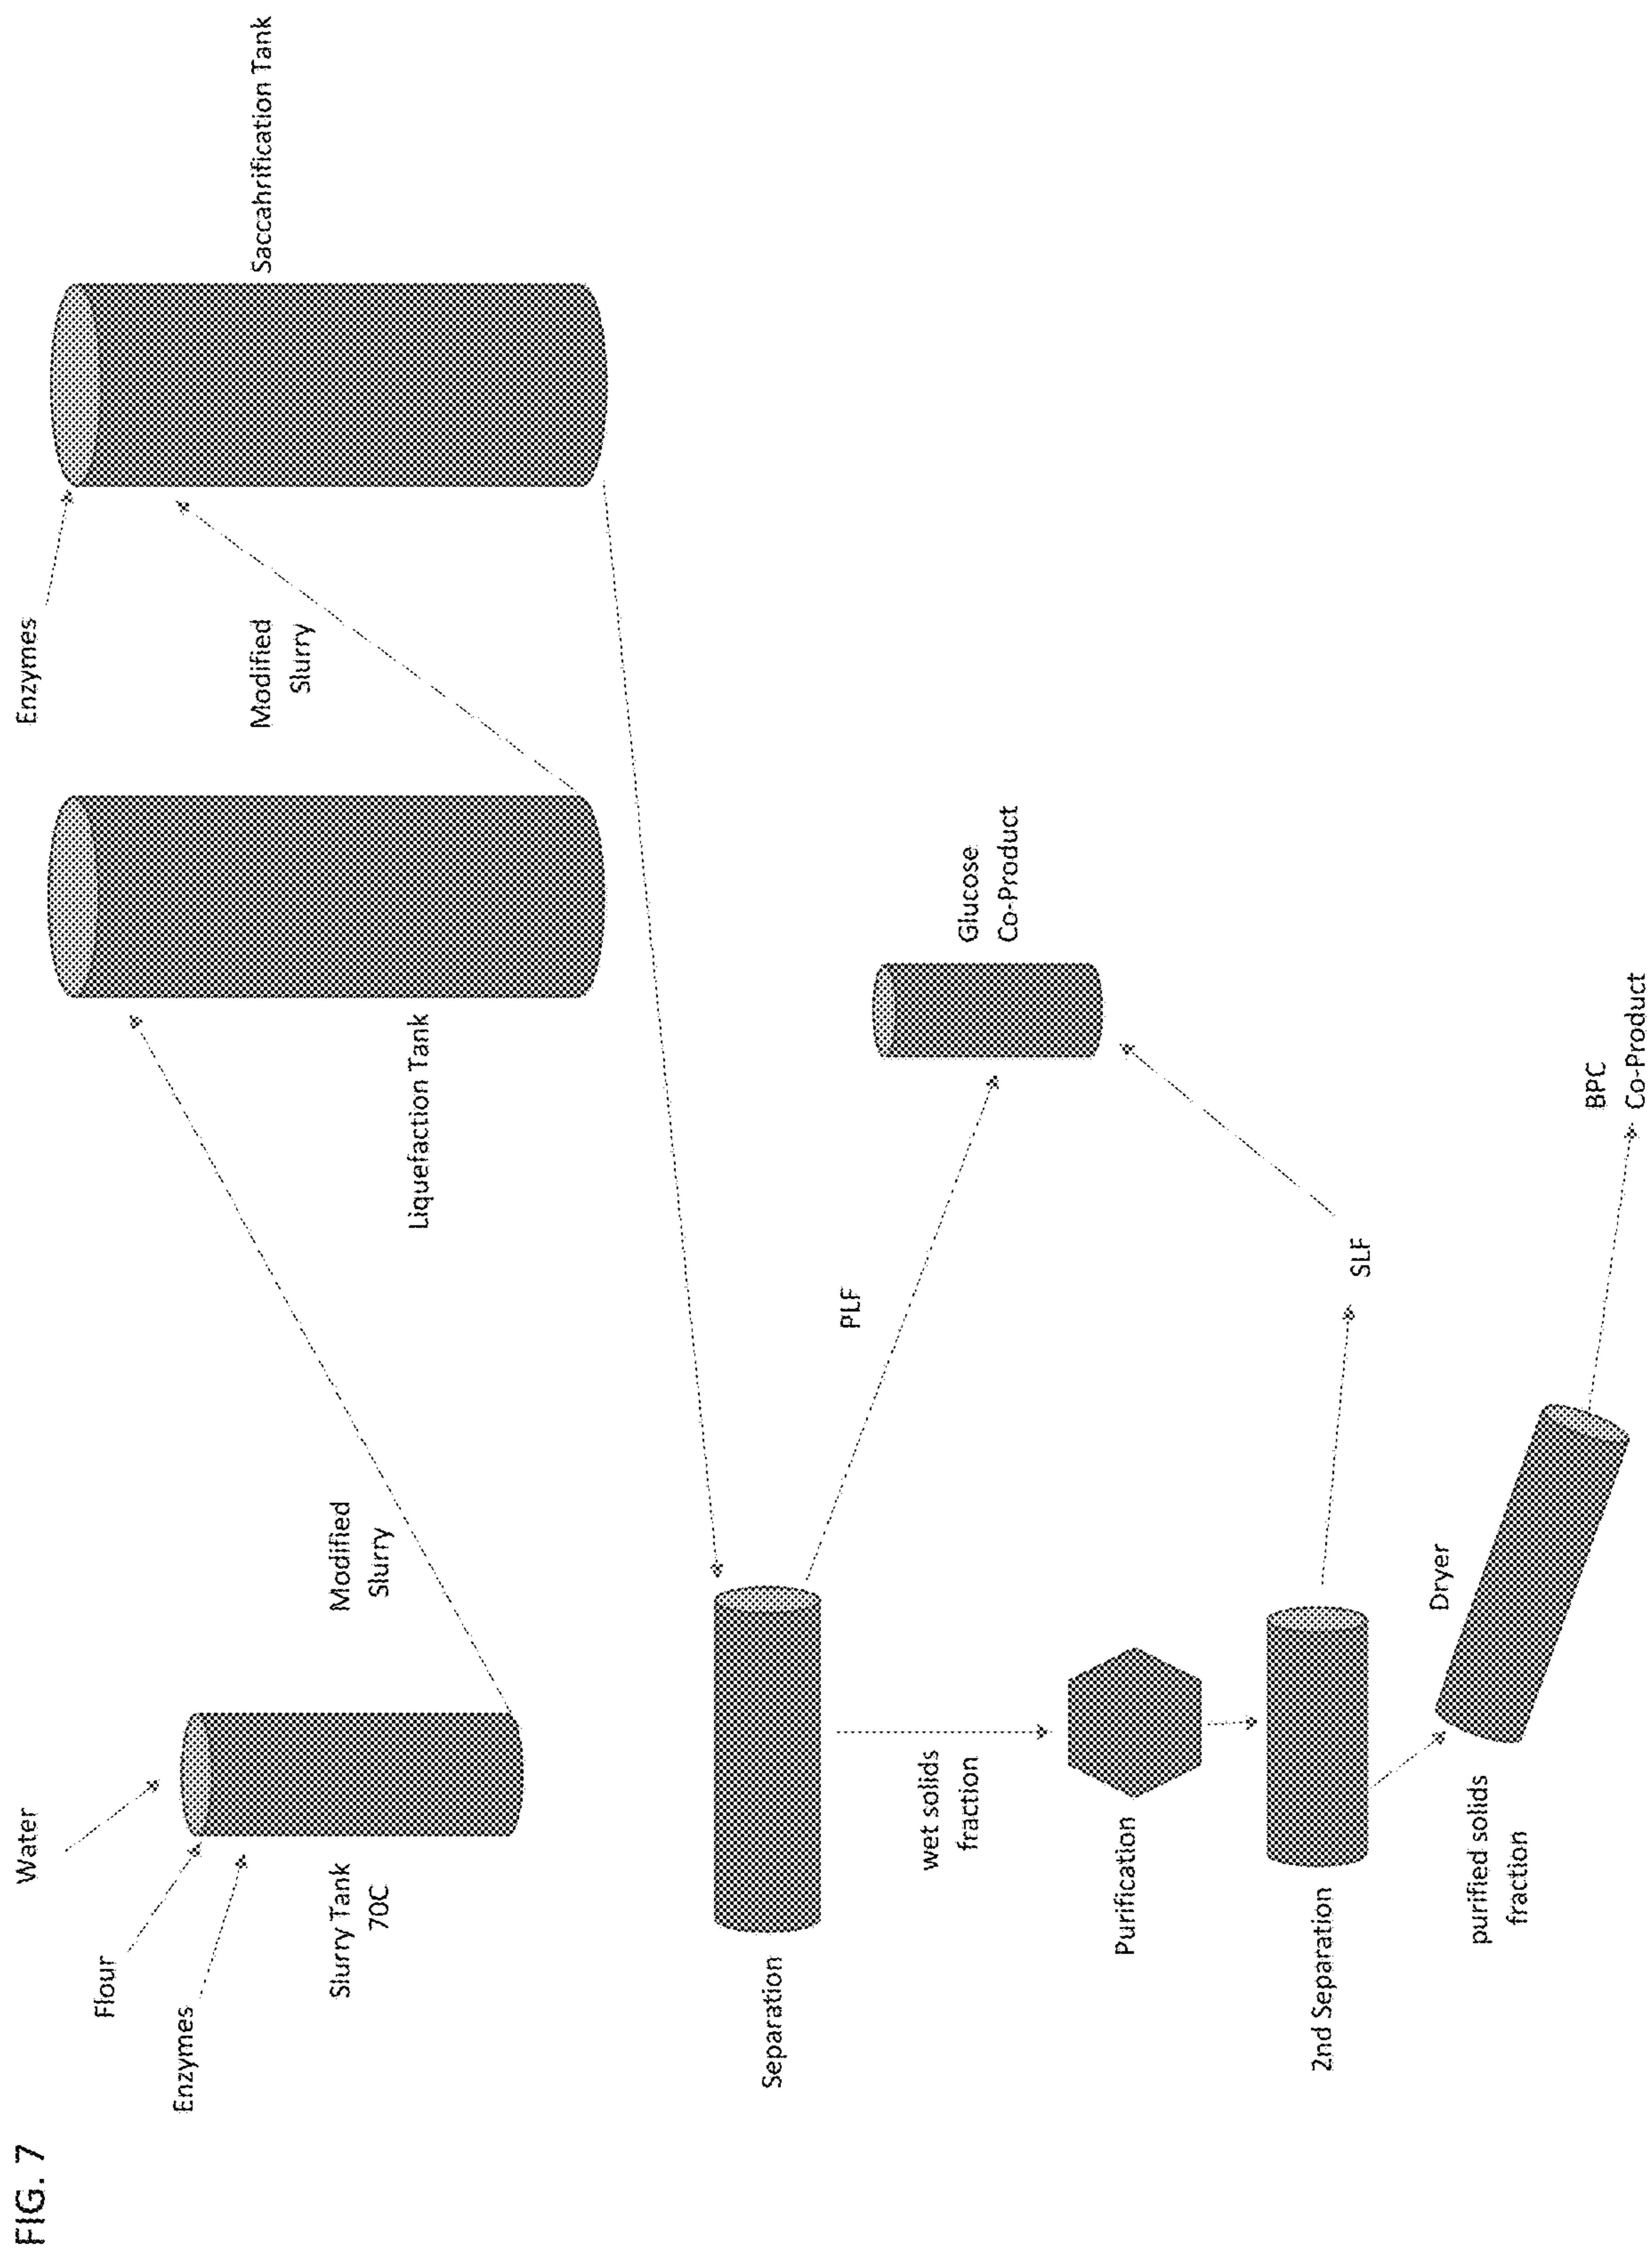 FIG. 7
Water
Flour
Enzymes
Slurry Tank
70C
Modified
Slurry
Liquefaction Tank
Enzymes
Modified
Slurry
Saccahrification Tank
Separation
PLF
Glucose
Co-Product
wet solids
fraction
Purification
2nd Separation
SLF
purified solids
fraction
Dryer
BPC
Co-Product